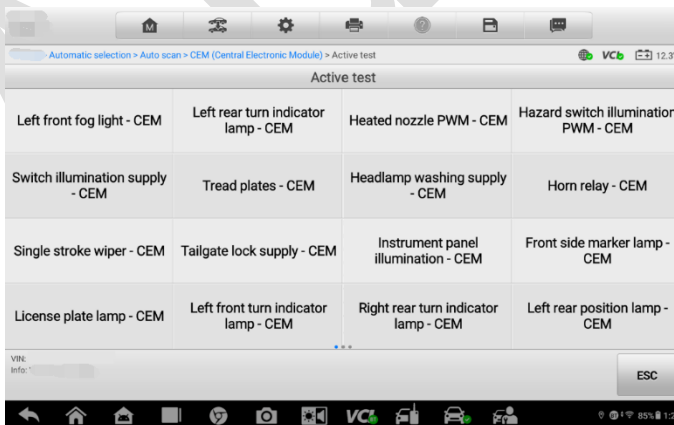 Automatic selection > Auto scan > CEM (Central Electronic Module) > Active test
VCI
12.3
Active test
Left front fog light - CEM
Left rear turn indicator
lamp - CEM
Heated nozzle PWM - CEM
Hazard switch illumination
PWM - CEM
Switch illumination supply
- CEM
Tread plates - CEM
Headlamp washing supply
- CEM
Horn relay - CEM
Single stroke wiper - CEM
Tailgate lock supply - CEM
Instrument panel
illumination - CEM
Front side marker lamp -
CEM
License plate lamp - CEM
Left front turn indicator
lamp - CEM
Right rear turn indicator
lamp - CEM
Left rear position lamp -
CEM
VIN:
Info:
ESC
VCI
85%